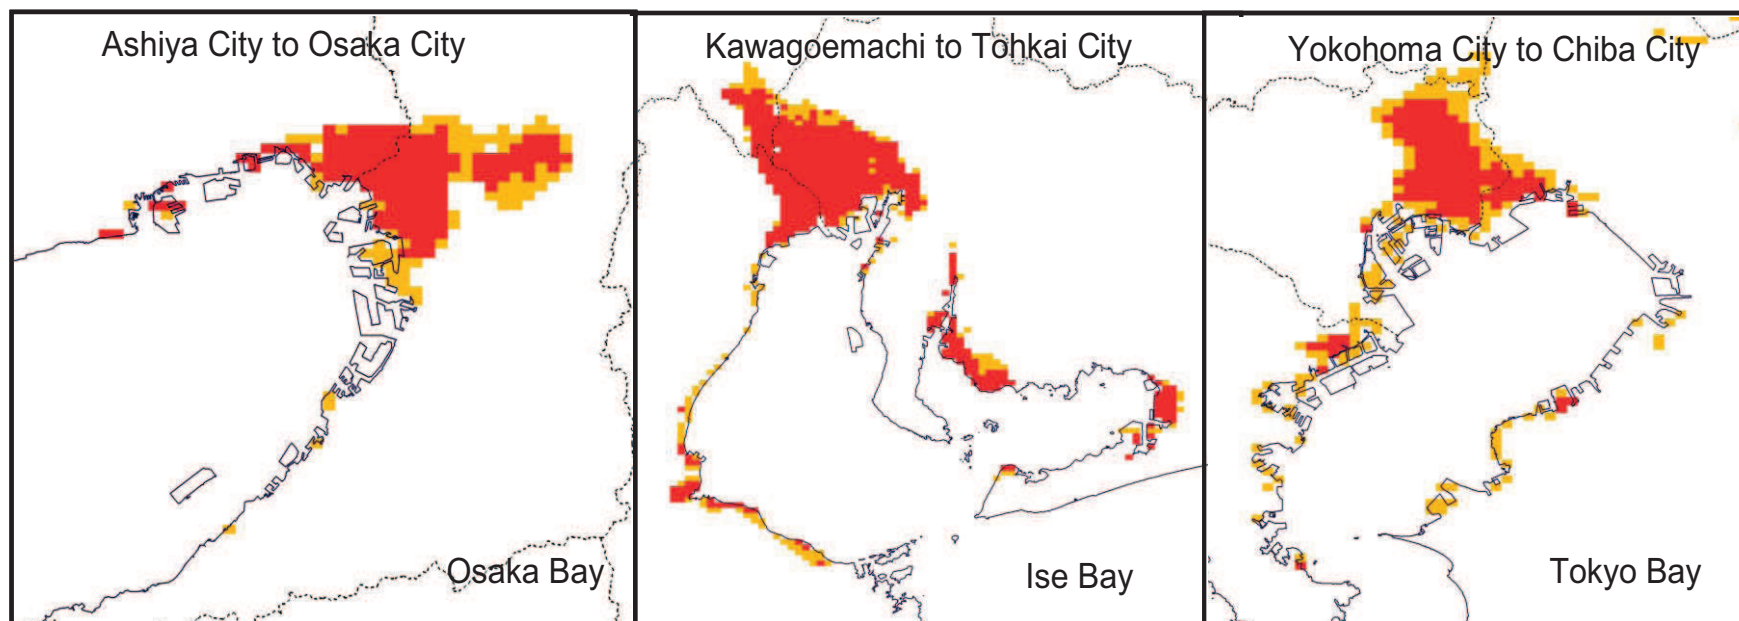 Ashiya City to Osaka City
Kawagoemachi to Tohkai City
Yokohoma City to Chiba City
Osaka Bay
Ise Bay
Tokyo Bay